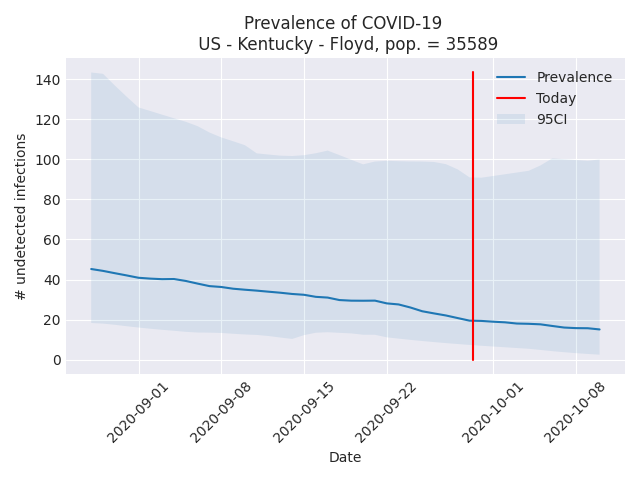 Prevalence of COVID-19
US - Kentucky - Floyd, pop. = 35589
Prevalence
Today
95CI
# undetected infections
140
120
100
80
60
40
20
0
2020-09-01
2020-09-08
2020-09-15
2020-09-22
2020-10-01
2020-10-08
Date